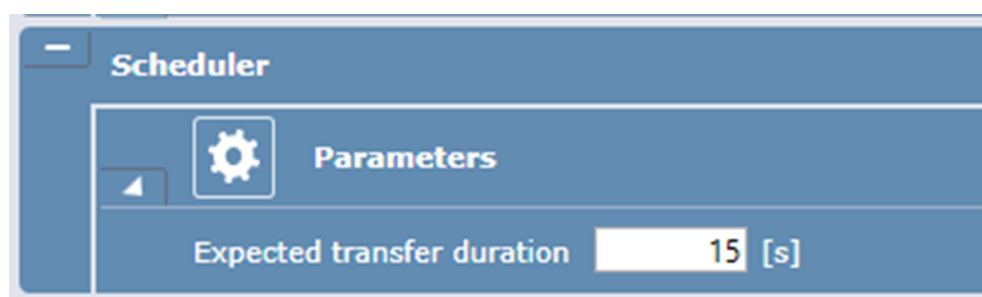 Scheduler
Parameters
Expected transfer duration 15 [s]